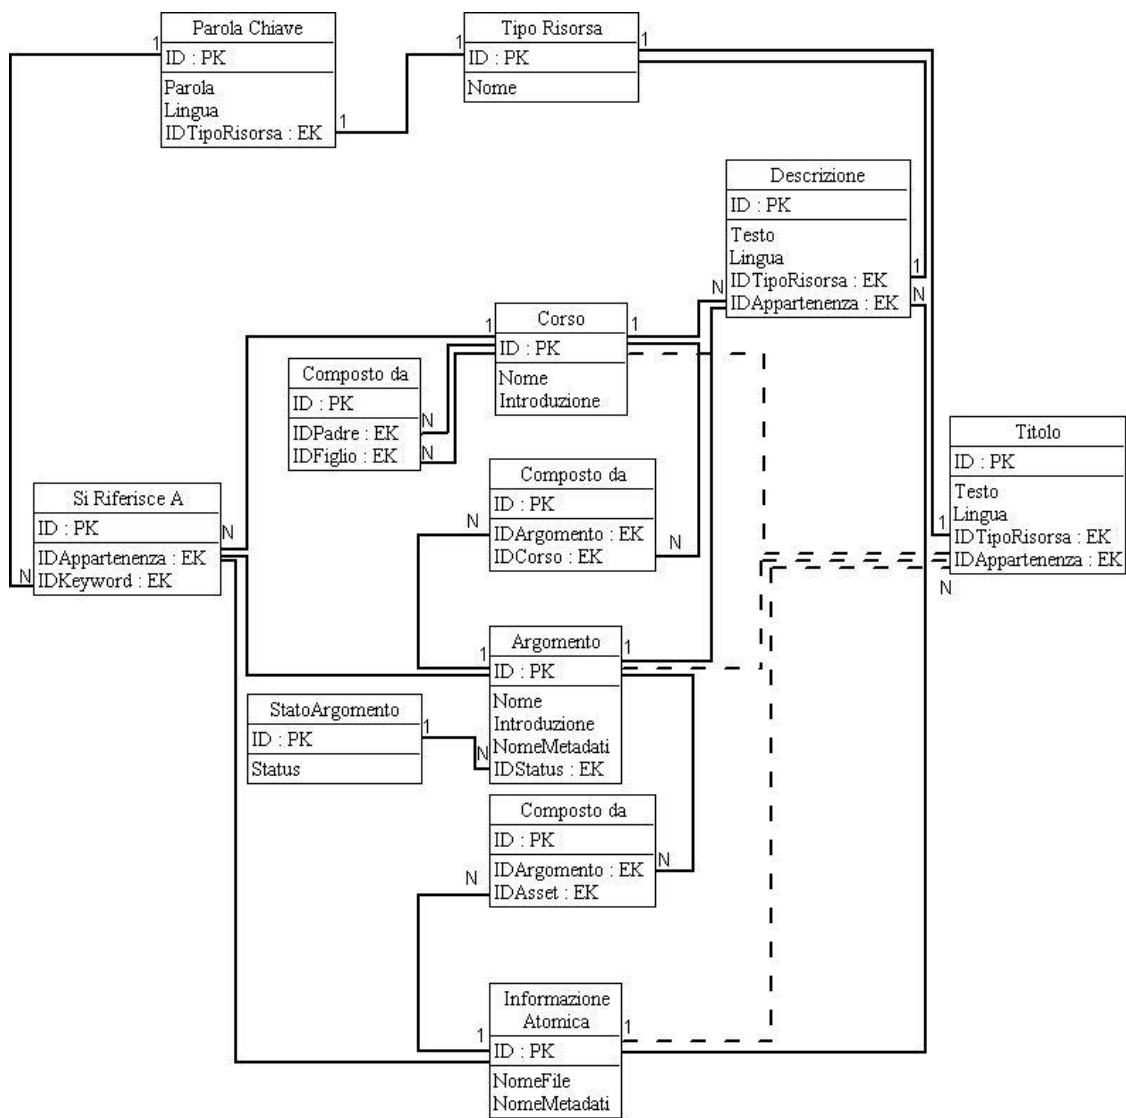 Parola Chiave
ID : PK
Parola
Lingua
IDTipoRisorsa : EK
1
1
Tipo Risorsa
ID : PK
Nome
1
1
Descrizione
ID : PK
Testo
Lingua
IDTipoRisorsa : EK
IDAppartenenza : EK
1
N
N
Corso
ID : PK
Nome
Introduzione
1
1
Composto da
ID : PK
IDPadre : EK
IDFiglio : EK
N
N
Titolo
ID : PK
Testo
Lingua
IDTipoRisorsa : EK
IDAppartenenza : EK
1
N
Composto da
ID : PK
IDArgomento : EK
IDCorso : EK
N
N
Si Riferisce A
ID : PK
IDAppartenenza : EK
IDKeyword : EK
N
N
Argomento
ID : PK
Nome
Introduzione
NomeMetadati
IDStatus : EK
1
1
N
StatoArgomento
ID : PK
Status
1
Composto da
ID : PK
IDArgomento : EK
IDAsset : EK
N
N
Informazione
Atomica
ID : PK
NomeFile
NomeMetadati
1
1